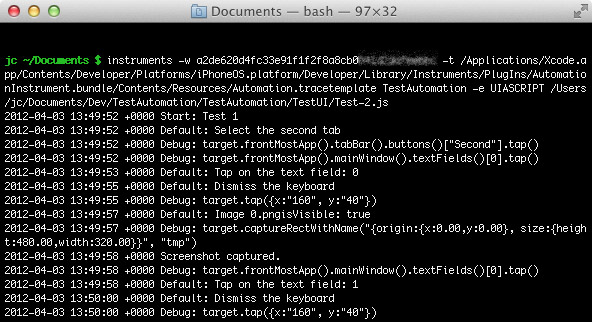 Documents — bash — 97×32
jc ~/Documents $ instruments -w a2de620d4fc33e91f1f2f8a8cb0 -t /Applications/Xcode.a
pp/Contents/Developer/Platforms/iPhoneOS.platform/Developer/Library/Instruments/PlugIns/Automatio
nInstrument.bundle/Contents/Resources/Automation.tracetemplate TestAutomation -e UIASCRIPT /Users
/jc/Documents/Dev/TestAutomation/TestAutomation/TestUI/Test-2.js
2012-04-03 13:49:52 +0000 Start: Test 1
2012-04-03 13:49:52 +0000 Default: Select the second tab
2012-04-03 13:49:52 +0000 Debug: target.frontMostApp().tabBar().buttons()["Second"].tap()
2012-04-03 13:49:52 +0000 Debug: target.frontMostApp().mainWindow().textFields()[0].tap()
2012-04-03 13:49:53 +0000 Default: Tap on the text field: 0
2012-04-03 13:49:55 +0000 Default: Dismiss the keyboard
2012-04-03 13:49:55 +0000 Debug: target.tap({x:"160", y:"40"})
2012-04-03 13:49:57 +0000 Default: Image 0.pngisVisible: true
2012-04-03 13:49:57 +0000 Debug: target.captureRectWithName("{origin:{x:0.00,y:0.00}, size:{heigh
t:480.00,width:320.00}}", "tmp")
2012-04-03 13:49:58 +0000 Screenshot captured.
2012-04-03 13:49:58 +0000 Debug: target.frontMostApp().mainWindow().textFields()[0].tap()
2012-04-03 13:49:58 +0000 Default: Tap on the text field: 1
2012-04-03 13:50:00 +0000 Default: Dismiss the keyboard
2012-04-03 13:50:00 +0000 Debug: target.tap({x:"160", y:"40"})